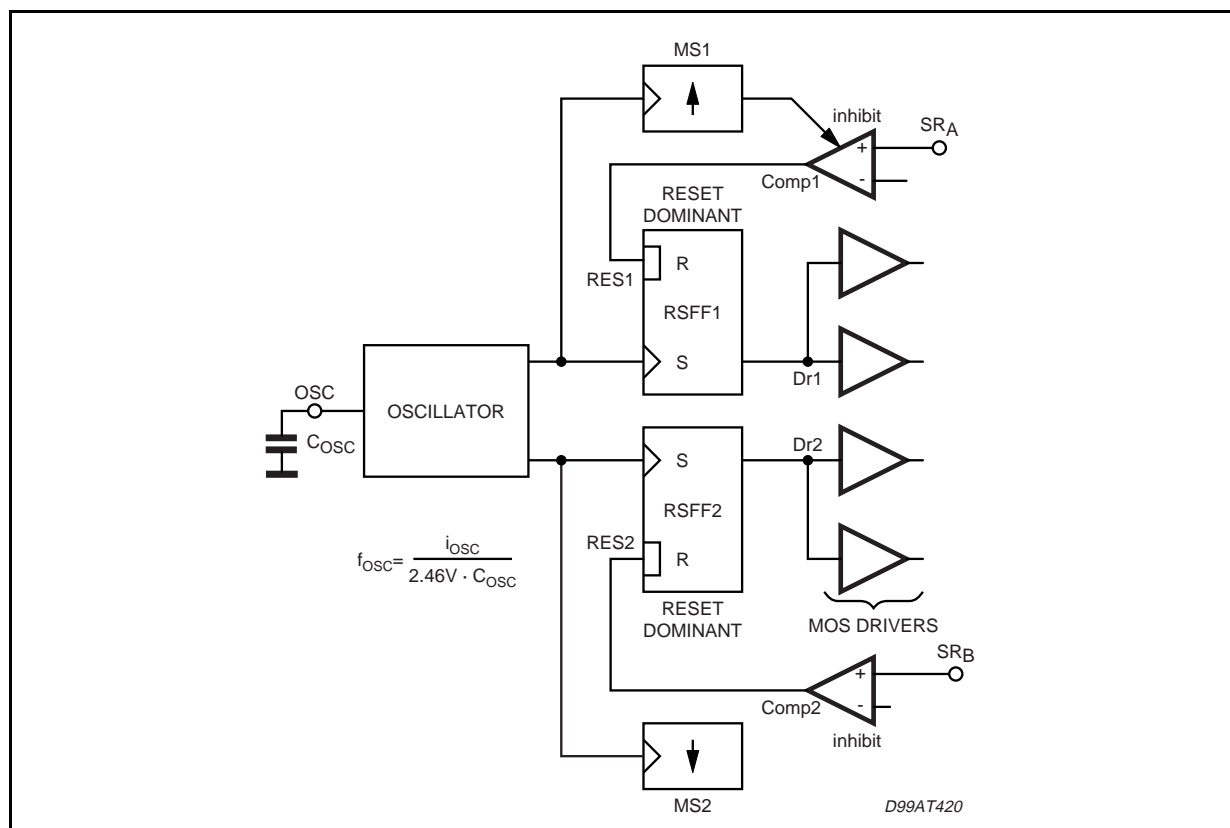 MS1
inhibit
SRA
+
-
Comp1
RESET
DOMINANT
R
RES1
RSFF1
S
Dr1
OSC
COSC
OSCILLATOR
Dr2
S
RSFF2
RES2
R
fOSC= iOSC / 2.46V · COSC
RESET
DOMINANT
MOS DRIVERS
SRB
+
-
Comp2
inhibit
MS2
D99AT420